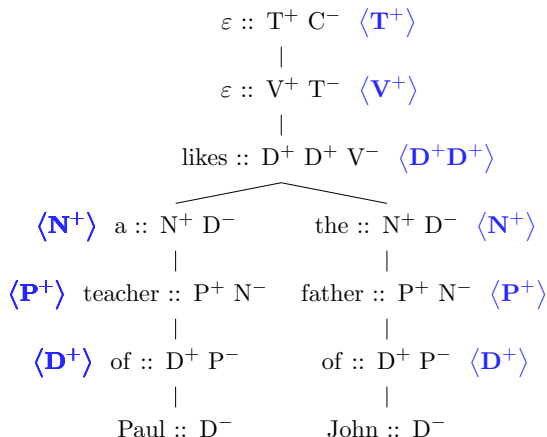 ε :: T⁺ C⁻ ⟨T⁺⟩
ε :: V⁺ T⁻ ⟨V⁺⟩
likes :: D⁺ D⁺ V⁻ ⟨D⁺D⁺⟩
⟨N⁺⟩ a :: N⁺ D⁻ the :: N⁺ D⁻ ⟨N⁺⟩
⟨P⁺⟩ teacher :: P⁺ N⁻ father :: P⁺ N⁻ ⟨P⁺⟩
⟨D⁺⟩ of :: D⁺ P⁻ of :: D⁺ P⁻ ⟨D⁺⟩
Paul :: D⁻ John :: D⁻